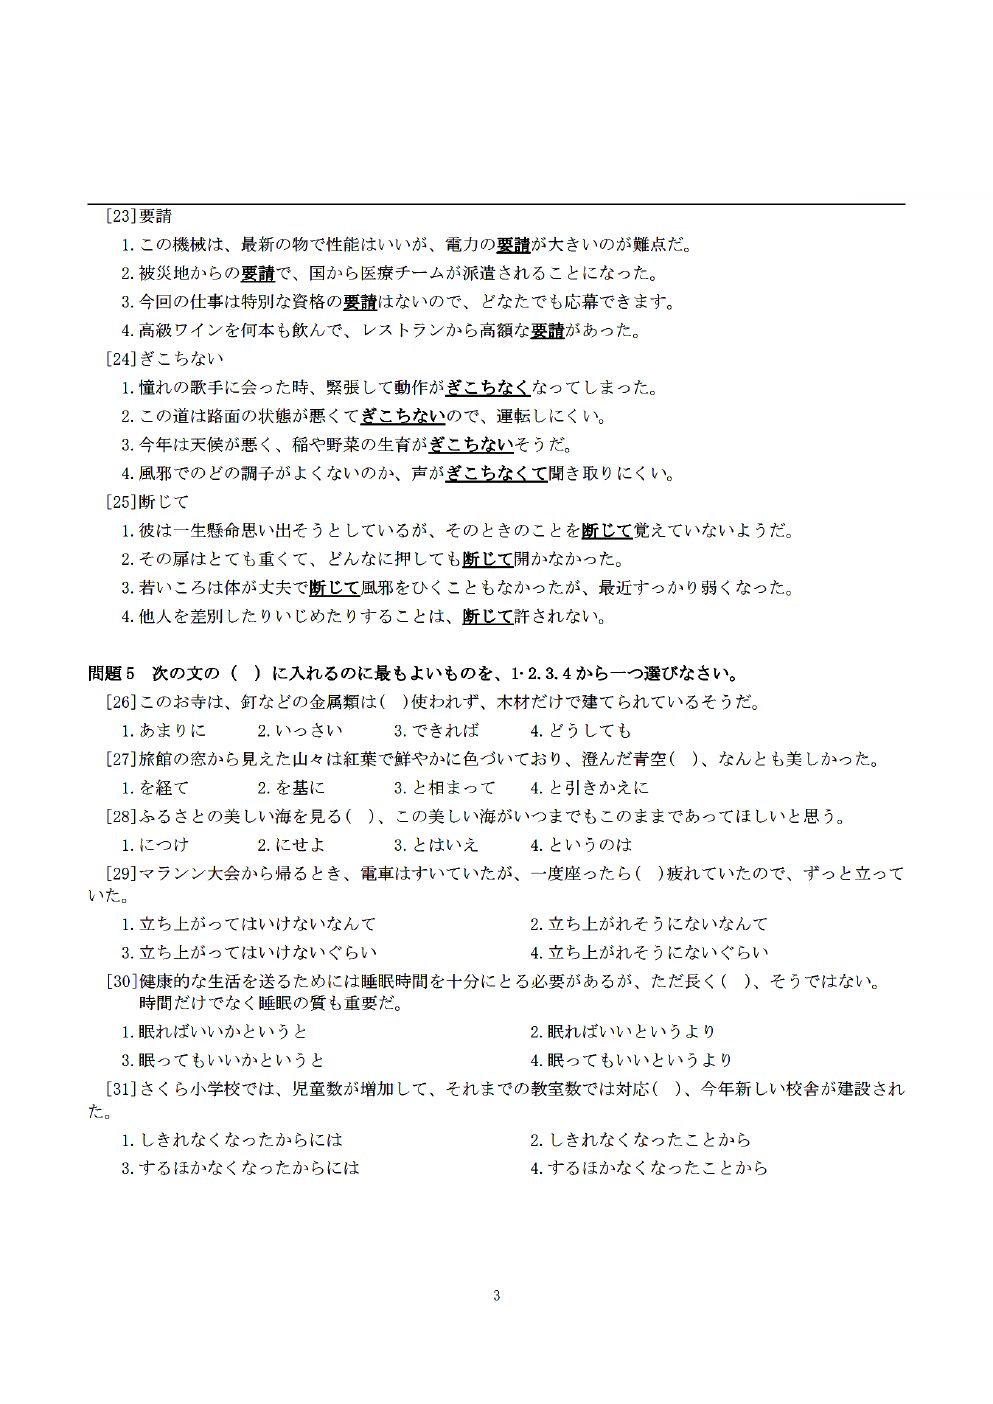 [23]要請
1.この機械は、最新の物で性能はいいが、電力の要請が大きいのが難点だ。
2.被災地からの要請で、国から医療チームが派遣されることになった。
3.今回の仕事は特別な資格の要請はないので、どなたでも応募できます。
4.高級ワインを何本も飲んで、レストランから高額な要請があった。
[24]ぎこちない
1.憧れの歌手に会った時、緊張して動作がぎこちなくなってしまった。
2.この道は路面の状態が悪くてぎこちないので、運転しにくい。
3.今年は天候が悪く、稲や野菜の生育がぎこちないそうだ。
4.風邪でのどの調子がよくないのか、声がぎこちなくて聞き取りにくい。
[25]断じて
1.彼は一生懸命思い出そうとしているが、そのときのことを断じて覚えていないようだ。
2.その扉はとても重くて、どんなに押しても断じて開かなかった。
3.若いころは体が丈夫で断じて風邪をひくこともなかったが、最近すっかり弱くなった。
4.他人を差別したりいじめたりすることは、断じて許されない。
問題5 次の文の( )に入れるのに最もよいものを、1·2.3.4から一つ選びなさい。
[26]このお寺は、釘などの金属類は( )使われず、木材だけで建てられているそうだ。
1.あまりに 2.いっさい 3.できれば 4.どうしても
[27]旅館の窓から見えた山々は紅葉で鮮やかに色づいており、澄んだ青空( )、なんとも美しかった。
1.を経て 2.を基に 3.と相まって 4.と引きかえに
[28]ふるさとの美しい海を見る( )、この美しい海がいつまでもこのままであってほしいと思う。
1.につけ 2.にせよ 3.とはいえ 4.というのは
[29]マランン大会から帰るとき、電車はすいていたが、一度座ったら( )疲れていたので、ずっと立って
いた。
1.立ち上がってはいけないなんて 2.立ち上がれそうにないなんて
3.立ち上がってはいけないぐらい 4.立ち上がれそうにないぐらい
[30]健康的な生活を送るためには睡眠時間を十分にとる必要があるが、ただ長く( )、そうではない。
時間だけでなく睡眠の質も重要だ。
1.眠ればいいかというと 2.眠ればいいというより
3.眠ってもいいかというと 4.眠ってもいいというより
[31]さくら小学校では、児童数が増加して、それまでの教室数では対応( )、今年新しい校舎が建設され
た。
1.しきれなくなったからには 2.しきれなくなったことから
3.するほかなくなったからには 4.するほかなくなったことから
3